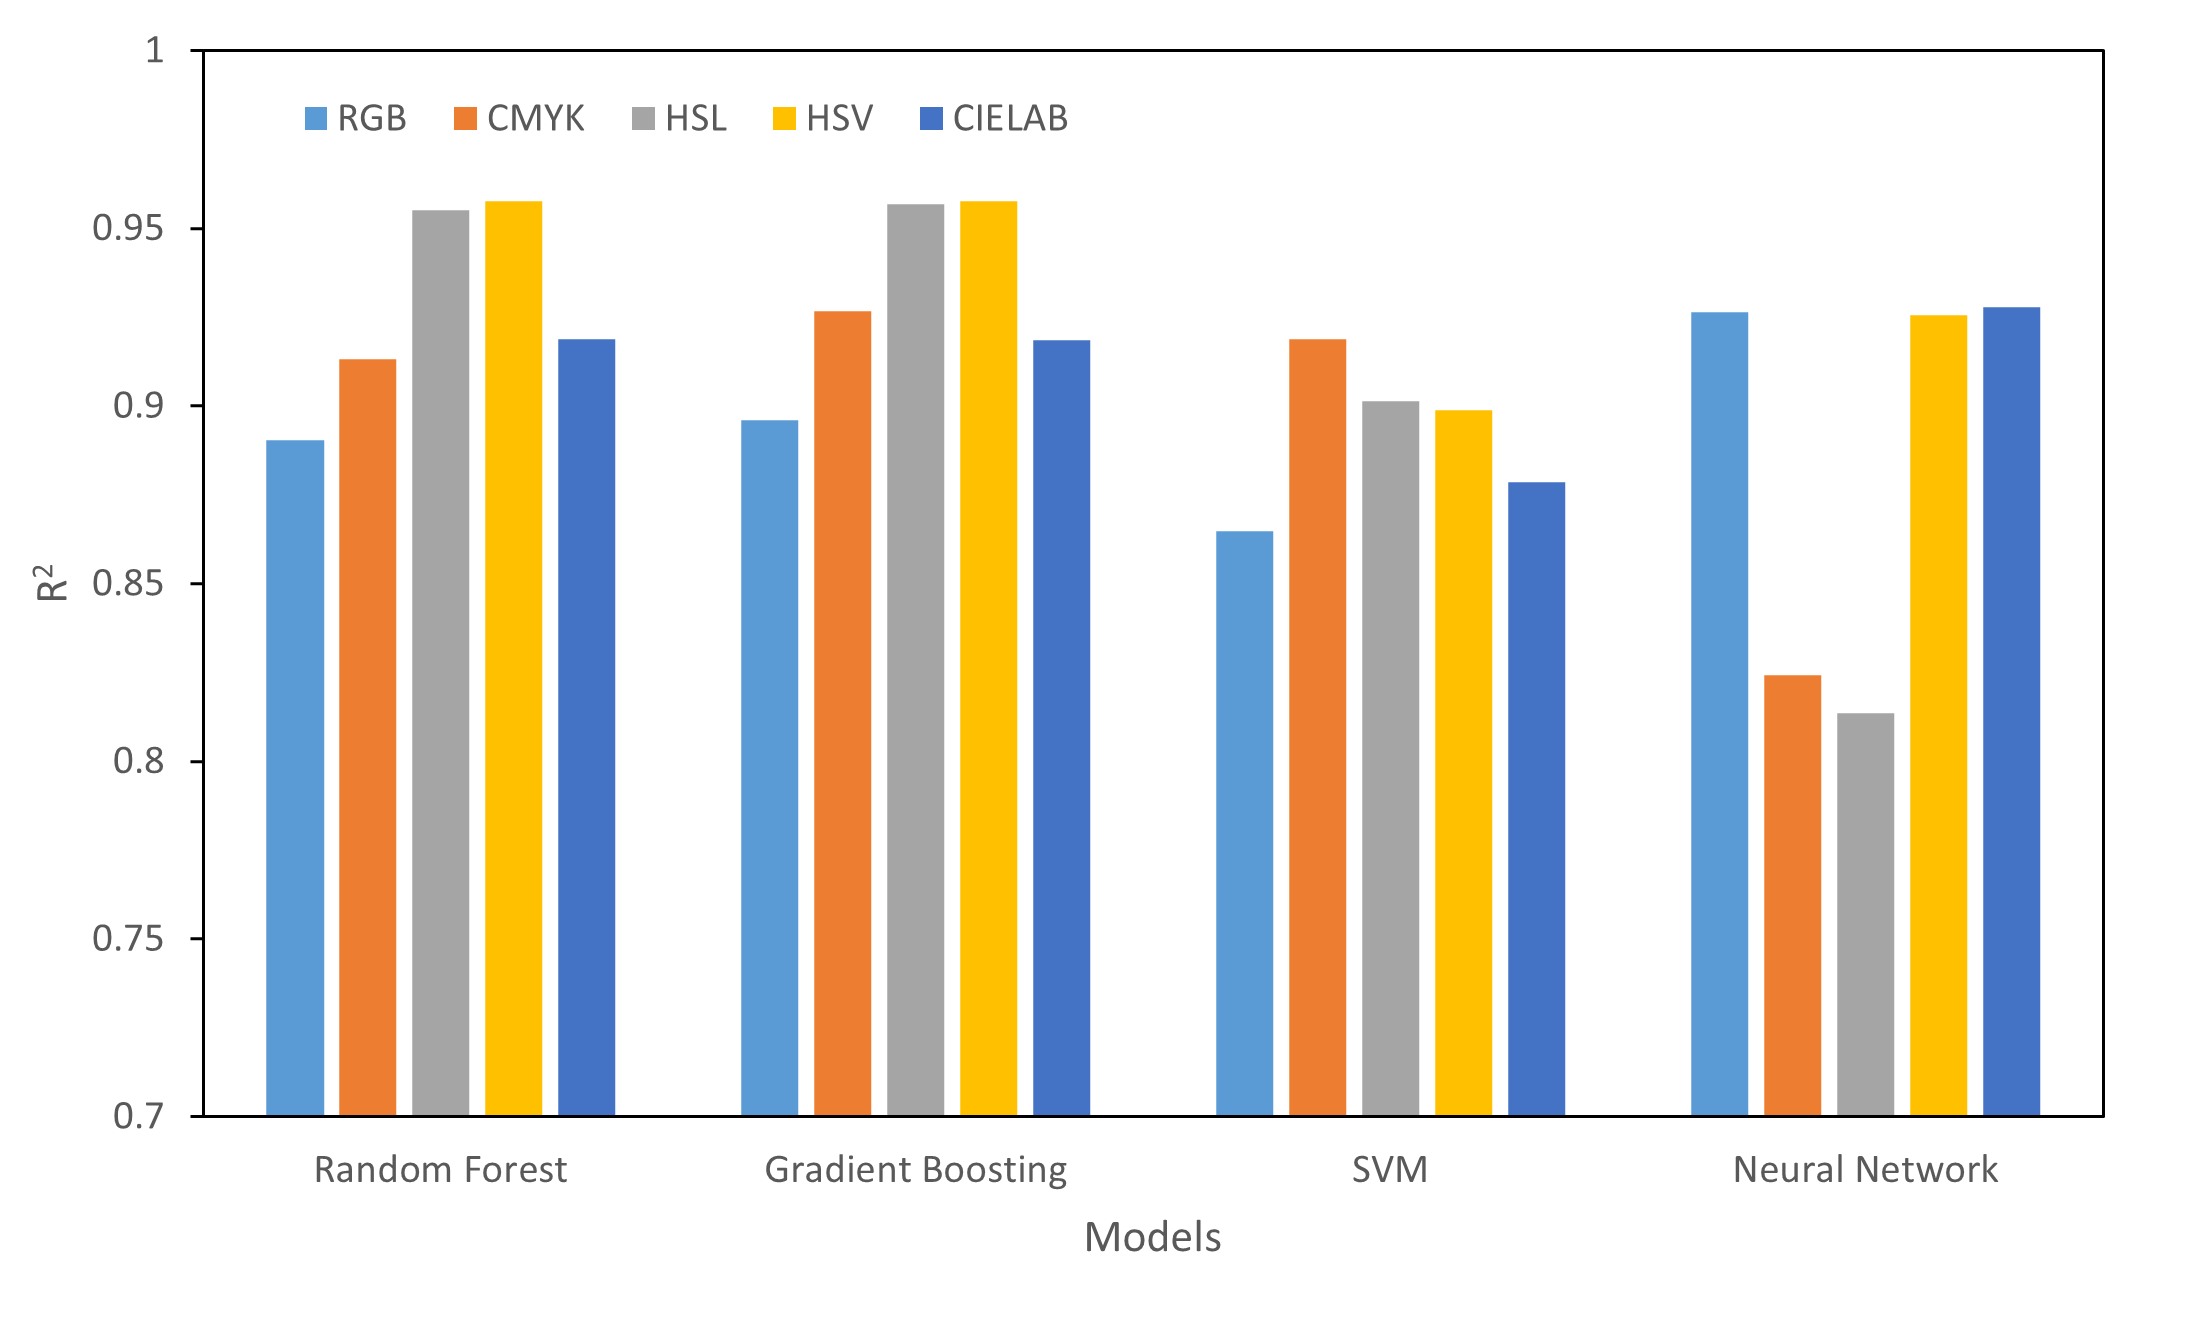 1
RGB CMYK HSL HSV CIELAB
0.95
0.9
0.85
R²
0.8
0.75
0.7
Random Forest Gradient Boosting SVM Neural Network
Models